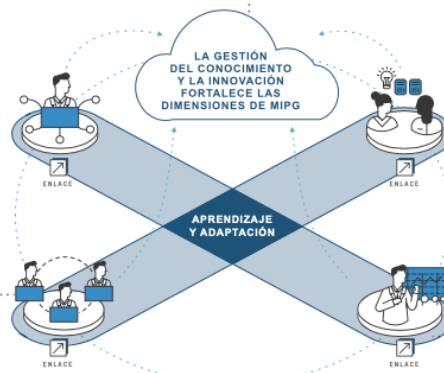 LA GESTIÓN
DEL CONOCIMIENTO
Y LA INNOVACIÓN
FORTALECE LAS
DIMENSIONES DE MIPG
ENLACE
ENLACE
APRENDIZAJE
Y ADAPTACIÓN
ENLACE
ENLACE